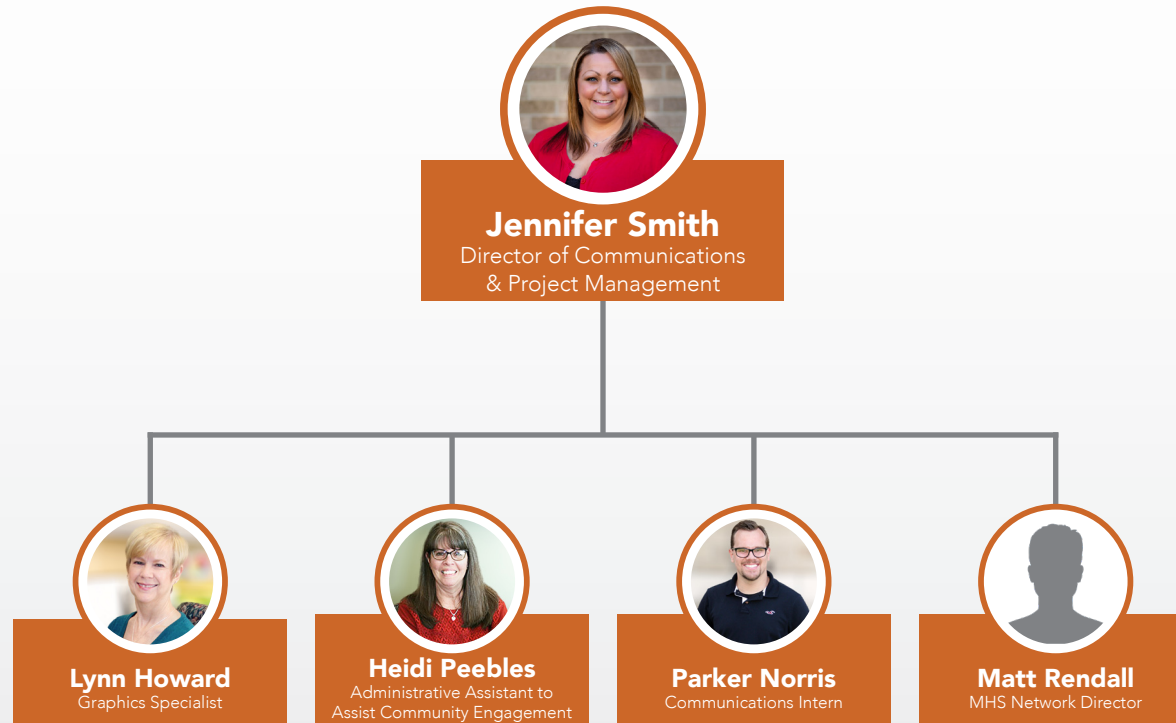 Jennifer Smith
Director of Communications
& Project Management
Lynn Howard
Graphics Specialist
Heidi Peebles
Administrative Assistant to
Assist Community Engagement
Parker Norris
Communications Intern
Matt Rendall
MHS Network Director